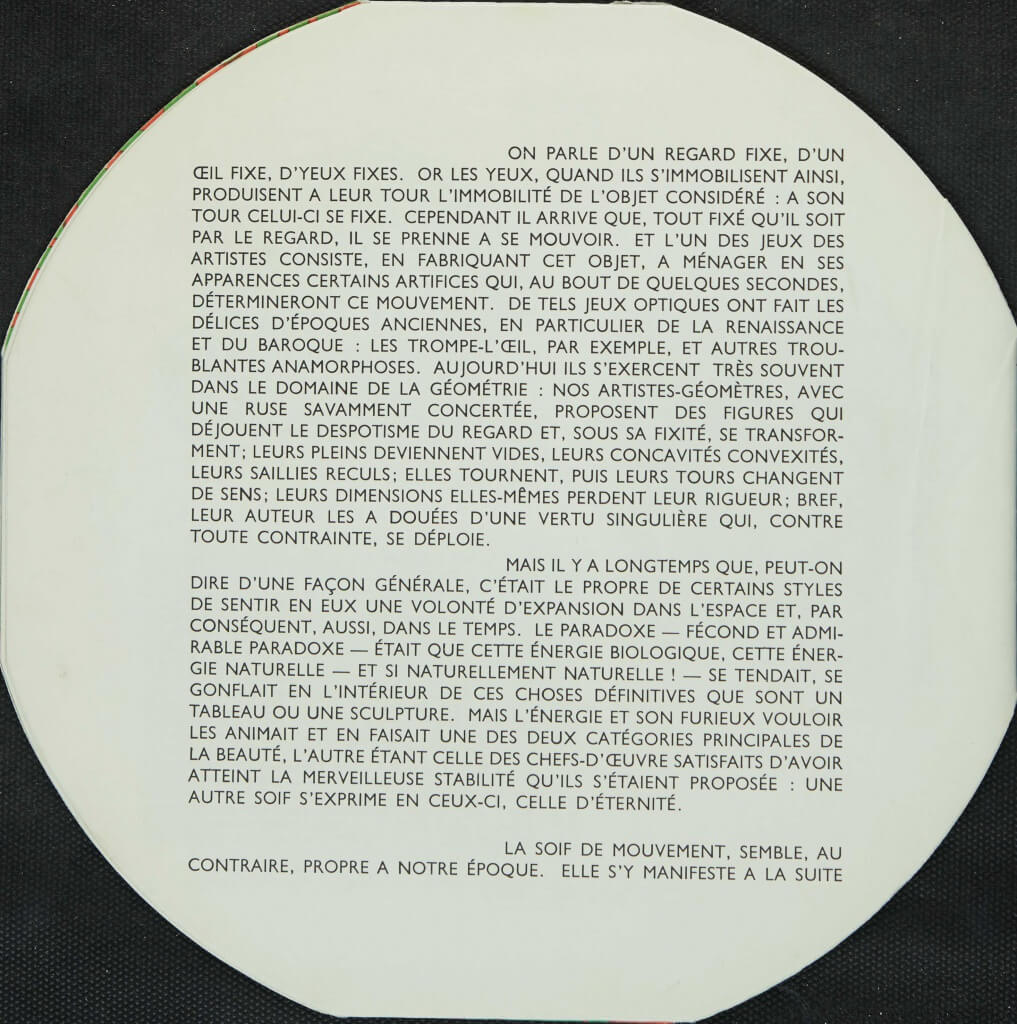 ON PARLE D'UN REGARD FIXE, D'UN
ŒIL FIXE, D'YEUX FIXES. OR LES YEUX, QUAND ILS S'IMMOBILISENT AINSI,
PRODUISENT A LEUR TOUR L'IMMOBILITÉ DE L'OBJET CONSIDÉRÉ : A SON
TOUR CELUI-CI SE FIXE. CEPENDANT IL ARRIVE QUE, TOUT FIXÉ QU'IL SOIT
PAR LE REGARD, IL SE PRENNE A SE MOUVOIR. ET L'UN DES JEUX DES
ARTISTES CONSISTE, EN FABRIQUANT CET OBJET, A MÉNAGER EN SES
APPARENCES CERTAINS ARTIFICES QUI, AU BOUT DE QUELQUES SECONDES,
DÉTERMINERONT CE MOUVEMENT. DE TELS JEUX OPTIQUES ONT FAIT LES
DÉLICES D'ÉPOQUES ANCIENNES, EN PARTICULIER DE LA RENAISSANCE
ET DU BAROQUE : LES TROMPE-L'ŒIL, PAR EXEMPLE, ET AUTRES TROU-
BLANTES ANAMORPHOSES. AUJOURD'HUI ILS S'EXERCENT TRÈS SOUVENT
DANS LE DOMAINE DE LA GÉOMÉTRIE : NOS ARTISTES-GÉOMÈTRES, AVEC
UNE RUSE SAVAMMENT CONCERTÉE, PROPOSENT DES FIGURES QUI
DÉJOUENT LE DESPOTISME DU REGARD ET, SOUS SA FIXITÉ, SE TRANSFOR-
MENT; LEURS PLEINS DEVIENNENT VIDES, LEURS CONCAVITÉS CONVEXITÉS,
LEURS SAILLIES RECULS; ELLES TOURNENT, PUIS LEURS TOURS CHANGENT
DE SENS; LEURS DIMENSIONS ELLES-MÊMES PERDENT LEUR RIGUEUR; BREF,
LEUR AUTEUR LES A DOUÉES D'UNE VERTU SINGULIÈRE QUI, CONTRE
TOUTE CONTRAINTE, SE DÉPLOIE.
MAIS IL Y A LONGTEMPS QUE, PEUT-ON
DIRE D'UNE FAÇON GÉNÉRALE, C'ÉTAIT LE PROPRE DE CERTAINS STYLES
DE SENTIR EN EUX UNE VOLONTÉ D'EXPANSION DANS L'ESPACE ET, PAR
CONSÉQUENT, AUSSI, DANS LE TEMPS. LE PARADOXE — FÉCOND ET ADMI-
RABLE PARADOXE — ÉTAIT QUE CETTE ÉNERGIE BIOLOGIQUE, CETTE ÉNER-
GIE NATURELLE — ET SI NATURELLEMENT NATURELLE ! — SE TENDAIT, SE
GONFLAIT EN L'INTÉRIEUR DE CES CHOSES DÉFINITIVES QUE SONT UN
TABLEAU OU UNE SCULPTURE. MAIS L'ÉNERGIE ET SON FURIEUX VOULOIR
LES ANIMAIT ET EN FAISAIT UNE DES DEUX CATÉGORIES PRINCIPALES DE
LA BEAUTÉ, L'AUTRE ÉTANT CELLE DES CHEFS-D'ŒUVRE SATISFAITS D'AVOIR
ATTEINT LA MERVEILLEUSE STABILITÉ QU'ILS S'ÉTAIENT PROPOSÉE : UNE
AUTRE SOIF S'EXPRIME EN CEUX-CI, CELLE D'ÉTERNITÉ.
LA SOIF DE MOUVEMENT, SEMBLE, AU
CONTRAIRE, PROPRE A NOTRE ÉPOQUE. ELLE S'Y MANIFESTE A LA SUITE